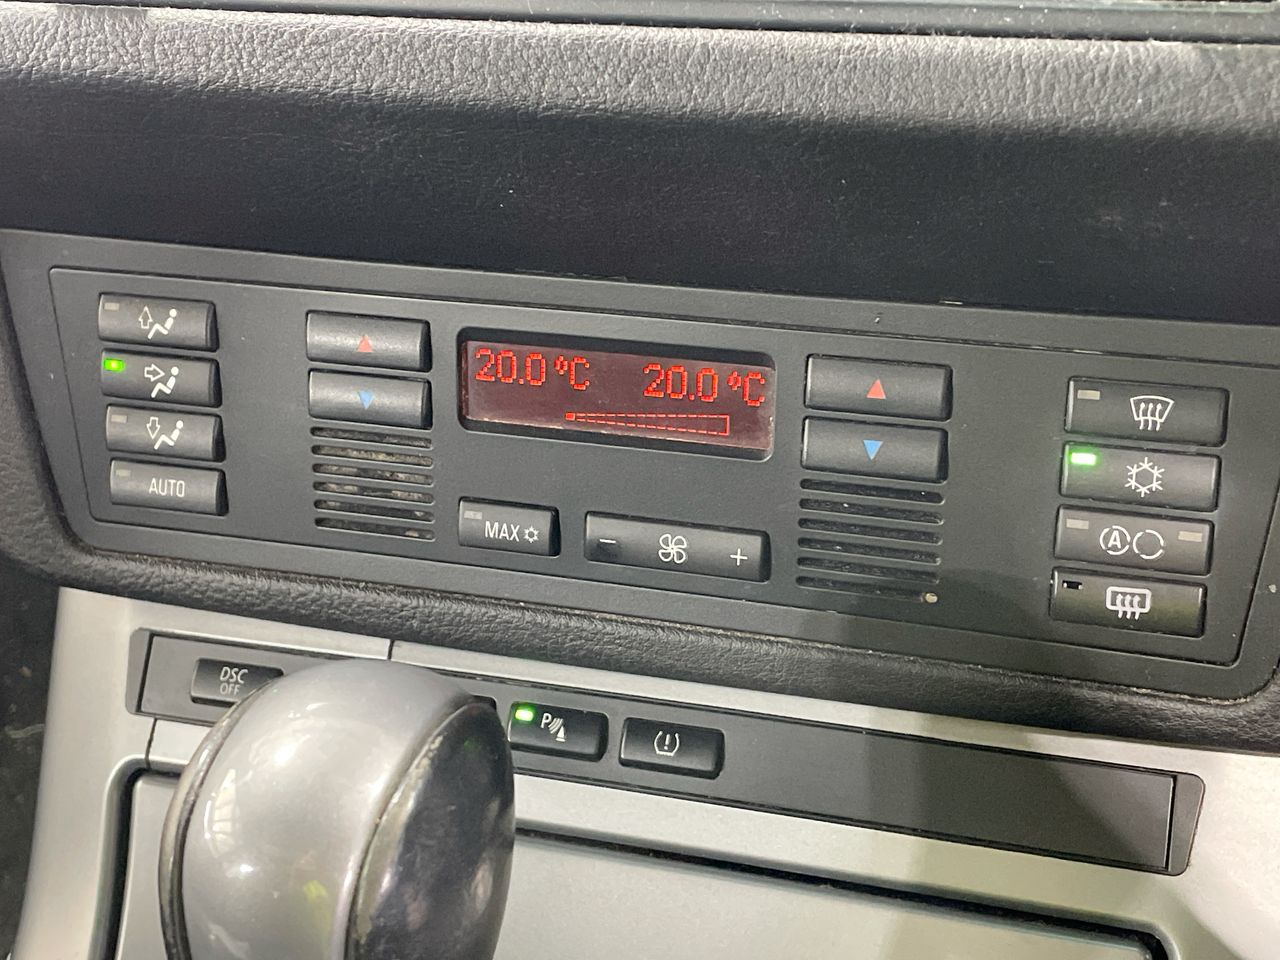 20.0 °C 20.0 °C
AUTO
MAX
- +
A
DSC
OFF
P